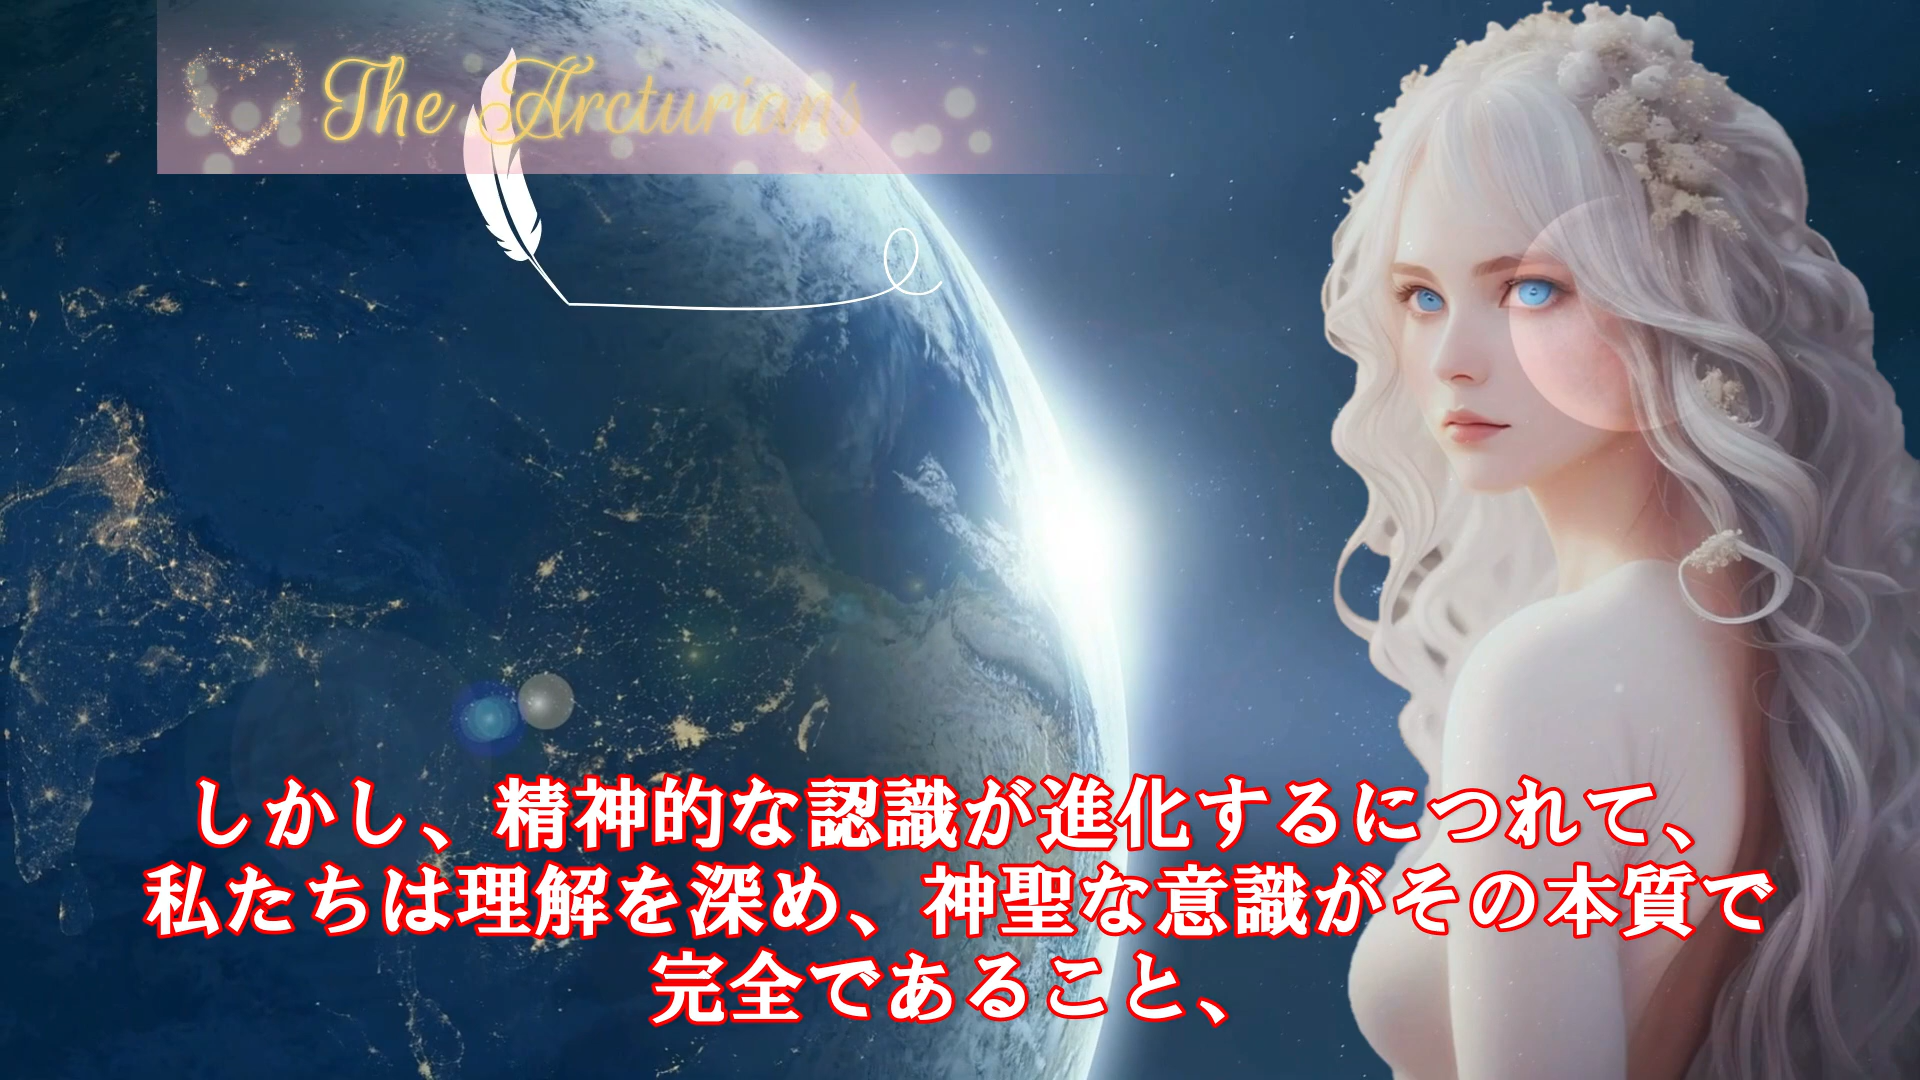 The Arcturians
しかし、精神的な認識が進化するにつれて、
私たちは理解を深め、神聖な意識がその本質で
完全であること、